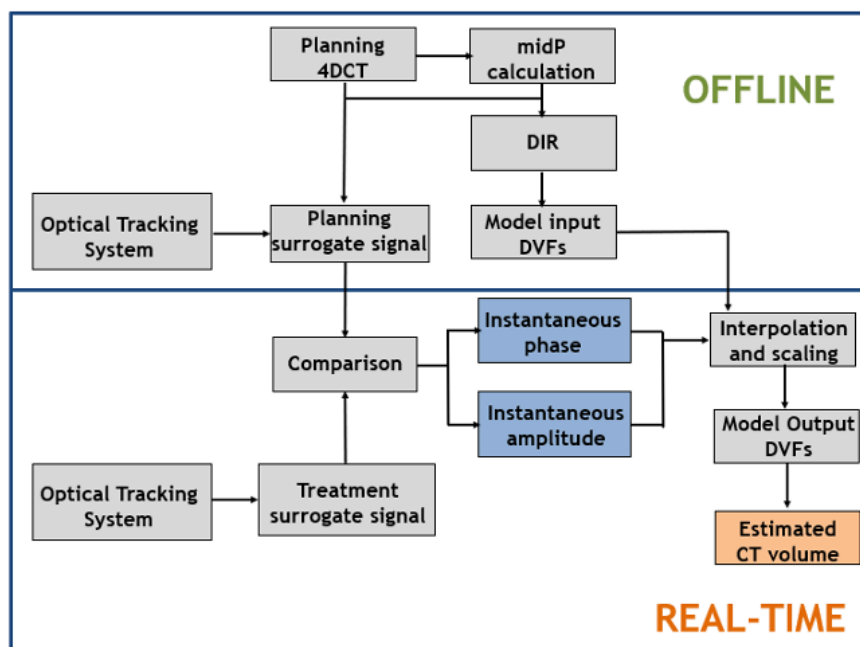 Planning
4DCT
midP
calculation
OFFLINE
DIR
Optical Tracking
System
Planning
surrogate signal
Model input
DVFs
Instantaneous
phase
Interpolation
and scaling
Comparison
Instantaneous
amplitude
Model Output
DVFs
Optical Tracking
System
Treatment
surrogate signal
Estimated
CT volume
REAL-TIME